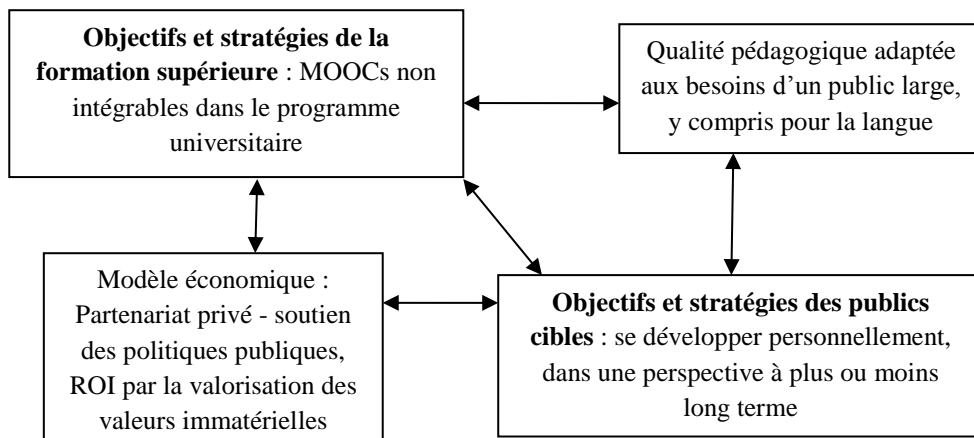 Objectifs et stratégies de la
formation supérieure : MOOCs non
intégrables dans le programme
universitaire
Qualité pédagogique adaptée
aux besoins d’un public large,
y compris pour la langue
Modèle économique :
Partenariat privé - soutien
des politiques publiques,
ROI par la valorisation des
valeurs immatérielles
Objectifs et stratégies des publics
cibles : se développer personnellement,
dans une perspective à plus ou moins
long terme